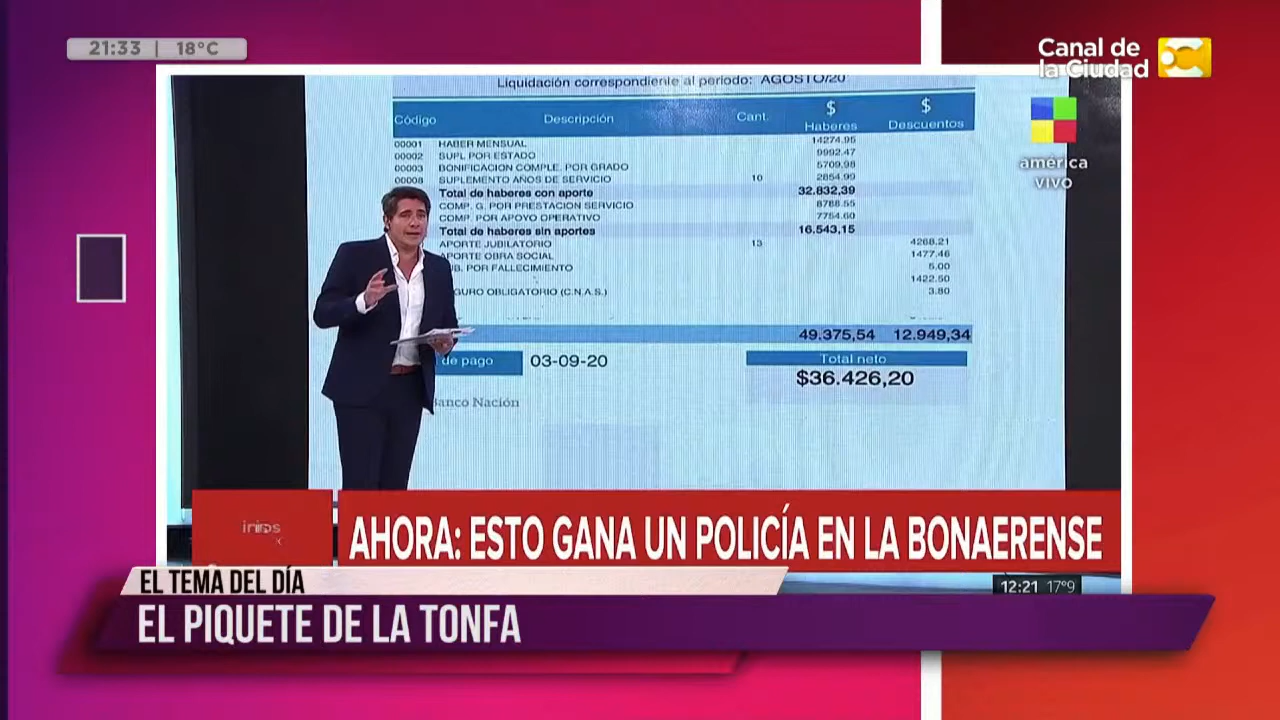 21:33 | 18°C
Canal de
la Ciudad
américa
VIVO
Liquidación correspondiente al periodo: AGOSTO/20
Código Descripción Cant. $ Haberes $ Descuentos
00001 HABER MENSUAL 14274.95
00002 SUPL POR ESTADO 9992.47
00003 BONIFICACION COMPLE. POR GRADO 5709.98
00008 SUPLEMENTO AÑOS DE SERVICIO 10 2854.99
Total de haberes con aporte 32.832,39
COMP. G. POR PRESTACION SERVICIO 8788.55
COMP. POR APOYO OPERATIVO 7754.60
Total de haberes sin aportes 16.543,15
APORTE JUBILATORIO 13 4268.21
APORTE OBRA SOCIAL 1477.46
UB. POR FALLECIMIENTO 5.00
1422.50
GURO OBLIGATORIO (C.N.A.S.) 3.80
49.375,54 12.949,34
de pago 03-09-20 Total neto
$36.426,20
Banco Nación
AHORA: ESTO GANA UN POLICÍA EN LA BONAERENSE
12:21 17°9
EL TEMA DEL DÍA
EL PIQUETE DE LA TONFA